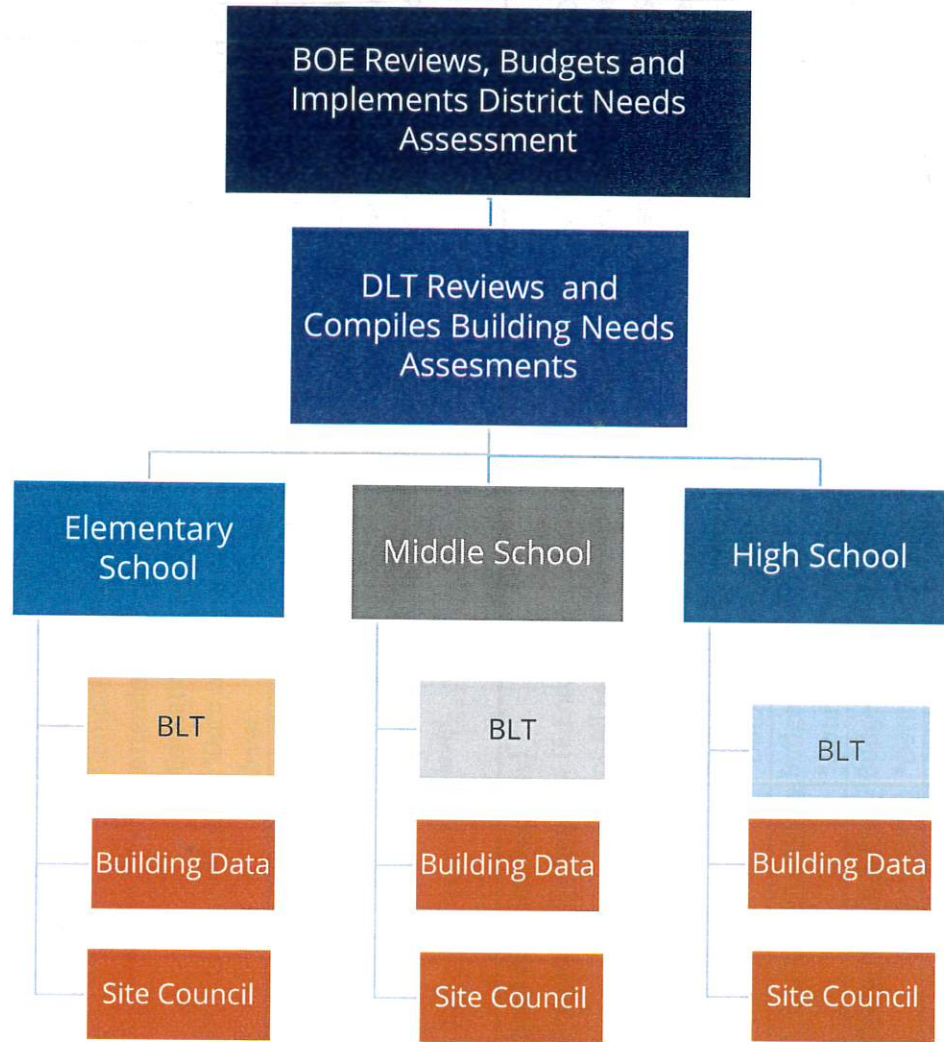 BOE Reviews, Budgets and
Implements District Needs
Assessment
DLT Reviews and
Compiles Building Needs
Assesments
Elementary
School
Middle School
High School
BLT
BLT
BLT
Building Data
Building Data
Building Data
Site Council
Site Council
Site Council